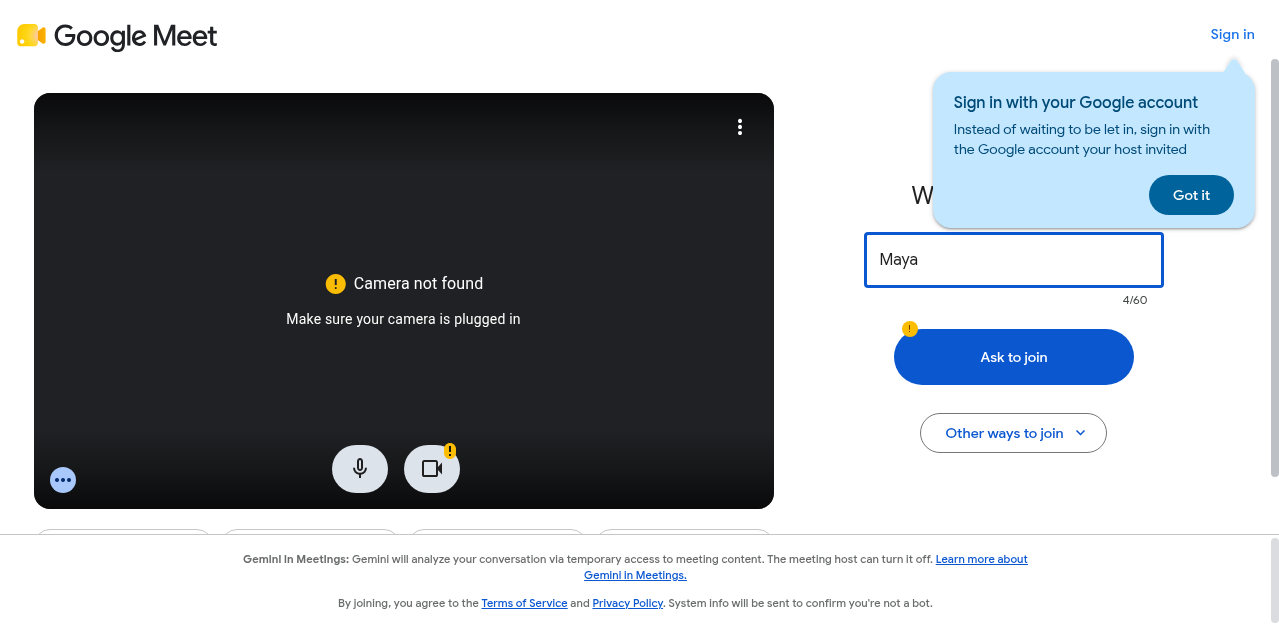 Google Meet
Sign in
Sign in with your Google account
Instead of waiting to be let in, sign in with
the Google account your host invited
Got it
W
Maya
4/60
Camera not found
Make sure your camera is plugged in
Ask to join
Other ways to join
Gemini in Meetings: Gemini will analyze your conversation via temporary access to meeting content. The meeting host can turn it off. Learn more about
Gemini in Meetings.
By joining, you agree to the Terms of Service and Privacy Policy. System info will be sent to confirm you're not a bot.